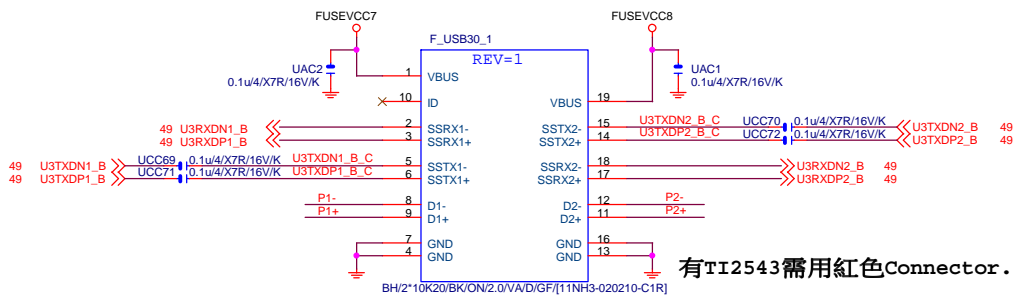 FUSEVCC7
FUSEVCC8
F_USB30_1
REV=1
UAC2
0.1u/4/X7R/16V/K
UAC1
0.1u/4/X7R/16V/K
1 VBUS
10 ID
VBUS 19
49 U3RXDN1_B 2 SSRX1-
49 U3RXDP1_B 3 SSRX1+
SSTX2- 15 U3TXDN2_B_C UCC70 0.1u/4/X7R/16V/K U3TXDN2_B 49
SSTX2+ 14 U3TXDP2_B_C UCC72 0.1u/4/X7R/16V/K U3TXDP2_B 49
49 U3TXDN1_B UCC69 0.1u/4/X7R/16V/K U3TXDN1_B_C 5 SSTX1-
49 U3TXDP1_B UCC71 0.1u/4/X7R/16V/K U3TXDP1_B_C 6 SSTX1+
SSRX2- 18 U3RXDN2_B 49
SSRX2+ 17 U3RXDP2_B 49
P1- 8 D1-
P1+ 9 D1+
D2- 12 P2-
D2+ 11 P2+
7 GND
4 GND
GND 16
GND 13
有TI2543需用紅色Connector.
BH/2*10K20/BK/ON/2.0/VA/D/GF/[11NH3-020210-C1R]